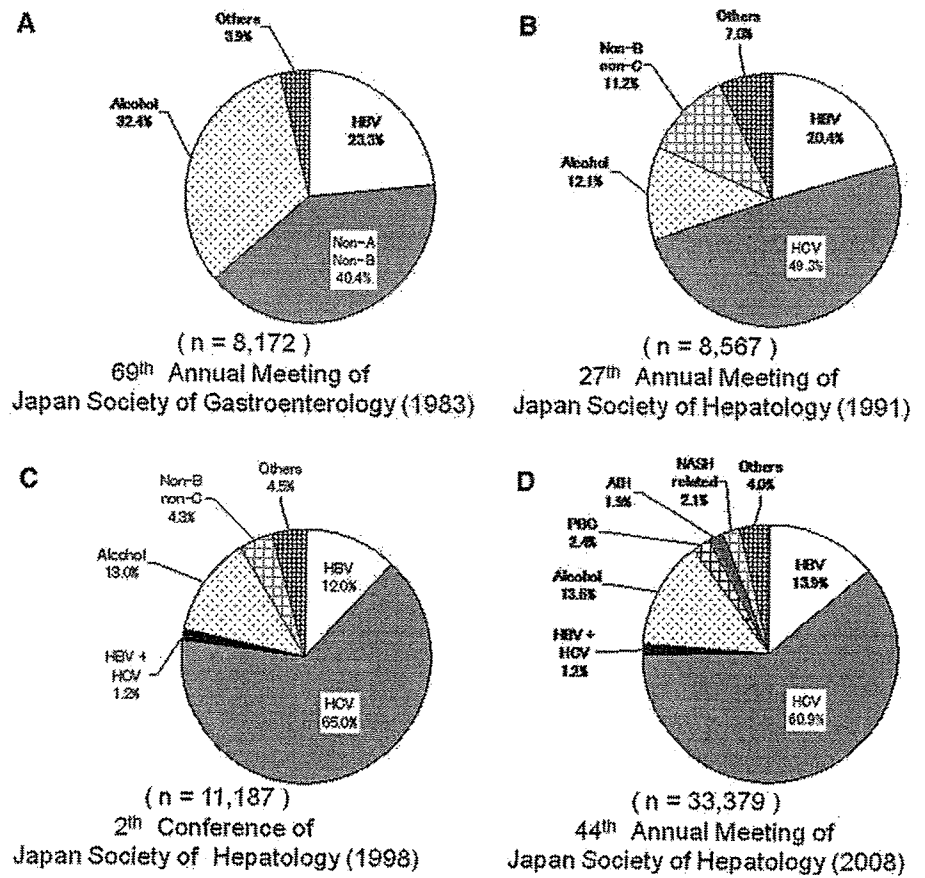 A
Others
3.9%
Alcohol
32.4%
HBV
23.3%
Non-A
Non-B
40.4%
( n = 8,172 )
69th Annual Meeting of
Japan Society of Gastroenterology (1983)
B
Others
7.0%
Non-B
non-C
11.2%
Alcohol
12.1%
HBV
20.4%
HCV
49.3%
( n = 8,567 )
27th Annual Meeting of
Japan Society of Hepatology (1991)
C
Others
4.5%
Non-B
non-C
4.3%
Alcohol
13.0%
HBV +
HCV
1.2%
HBV
12.0%
HCV
65.0%
( n = 11,187 )
2th Conference of
Japan Society of Hepatology (1998)
D
Others
4.0%
NASH
related
2.1%
AIH
PBC
2.4%
Alcohol
13.6%
HBV +
HCV
1.2%
HBV
13.9%
HCV
60.9%
( n = 33,379 )
44th Annual Meeting of
Japan Society of Hepatology (2008)